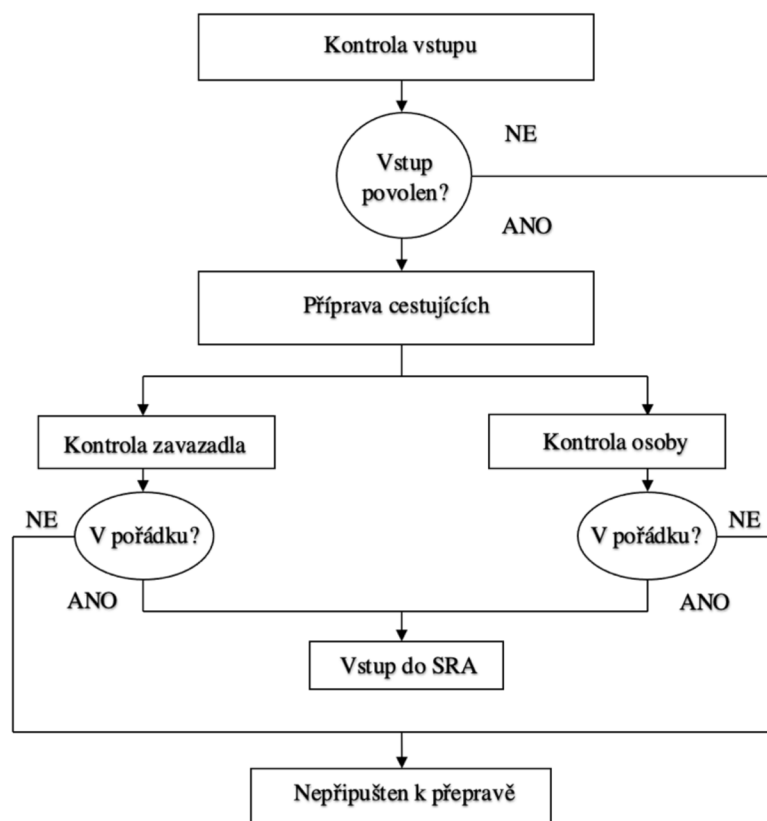 Kontrola vstupu
NE
Vstup
povolen?
ANO
Příprava cestujících
Kontrola zavazadla
Kontrola osoby
NE
V pořádku?
V pořádku?
NE
ANO
ANO
Vstup do SRA
Nepřipušten k přepravě